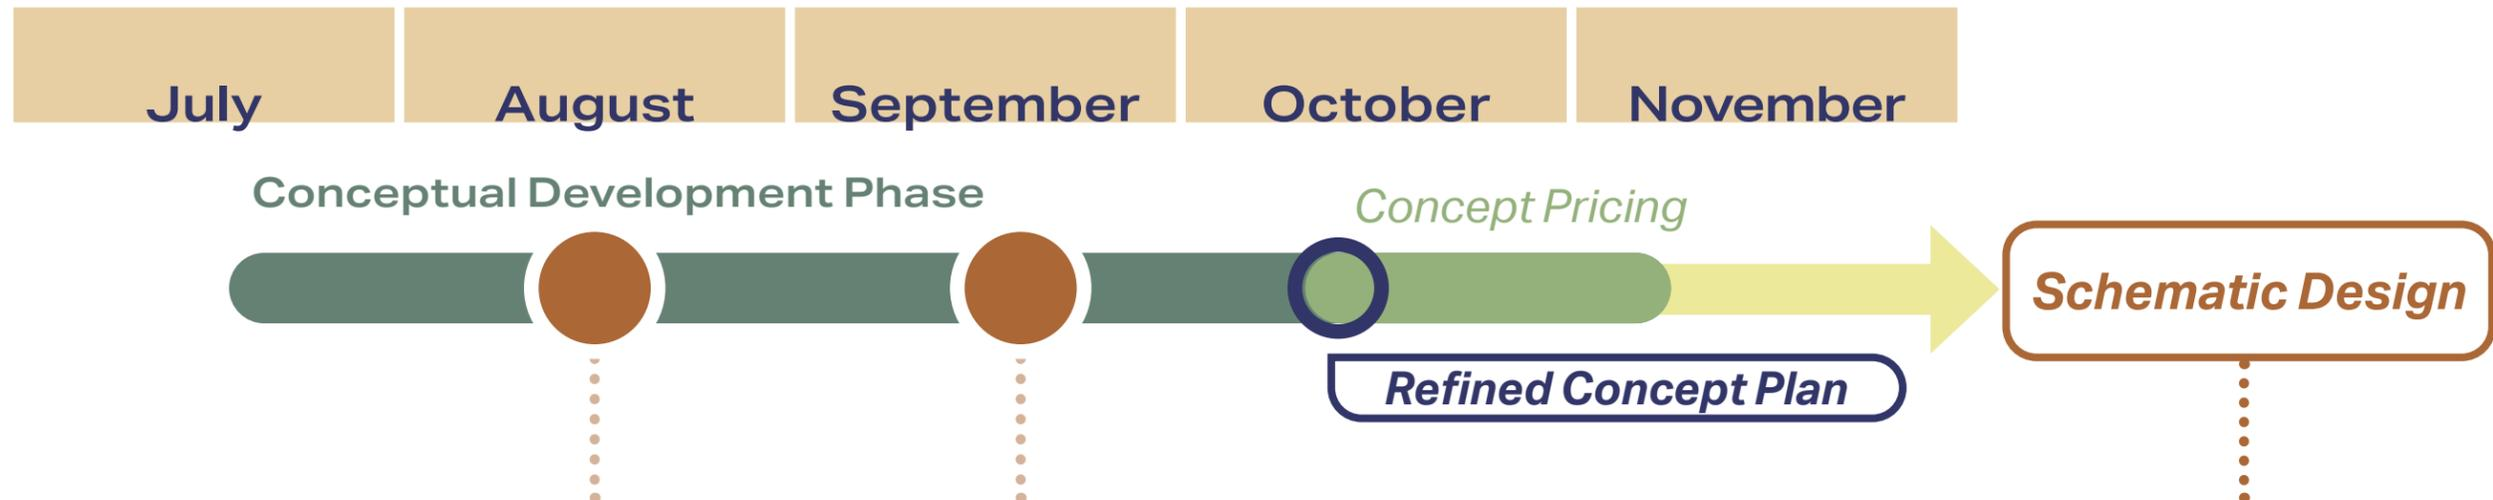 July August September October November
Conceptual Development Phase
Concept Pricing
Schematic Design
Refined Concept Plan